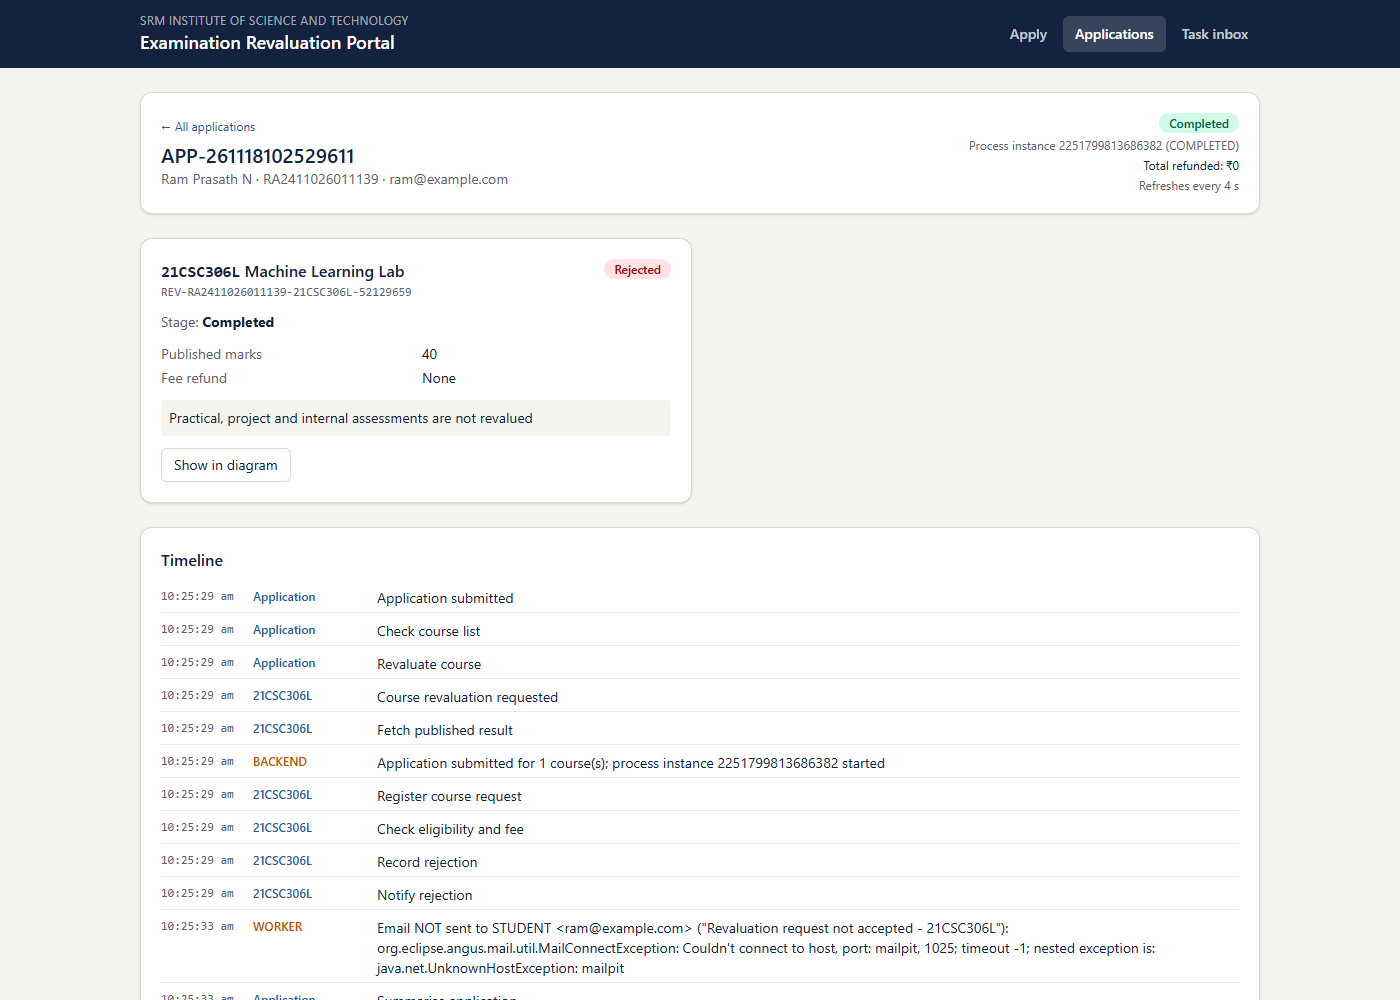 SRM INSTITUTE OF SCIENCE AND TECHNOLOGY
Examination Revaluation Portal
Apply
Applications
Task inbox
← All applications
APP-261118102529611
Ram Prasath N · RA2411026011139 · ram@example.com
Completed
Process instance 2251799813686382 (COMPLETED)
Total refunded: ₹0
Refreshes every 4 s
21CSC306L Machine Learning Lab
Rejected
REV-RA2411026011139-21CSC306L-52129659
Stage: Completed
Published marks 40
Fee refund None
Practical, project and internal assessments are not revalued
Show in diagram
Timeline
10:25:29 am Application Application submitted
10:25:29 am Application Check course list
10:25:29 am Application Revaluate course
10:25:29 am 21CSC306L Course revaluation requested
10:25:29 am 21CSC306L Fetch published result
10:25:29 am BACKEND Application submitted for 1 course(s); process instance 2251799813686382 started
10:25:29 am 21CSC306L Register course request
10:25:29 am 21CSC306L Check eligibility and fee
10:25:29 am 21CSC306L Record rejection
10:25:29 am 21CSC306L Notify rejection
10:25:33 am WORKER Email NOT sent to STUDENT <ram@example.com> ("Revaluation request not accepted - 21CSC306L"):
org.eclipse.angus.mail.util.MailConnectException: Couldn't connect to host, port: mailpit, 1025; timeout -1; nested exception is:
java.net.UnknownHostException: mailpit
10:25:33 am Application Summarise application